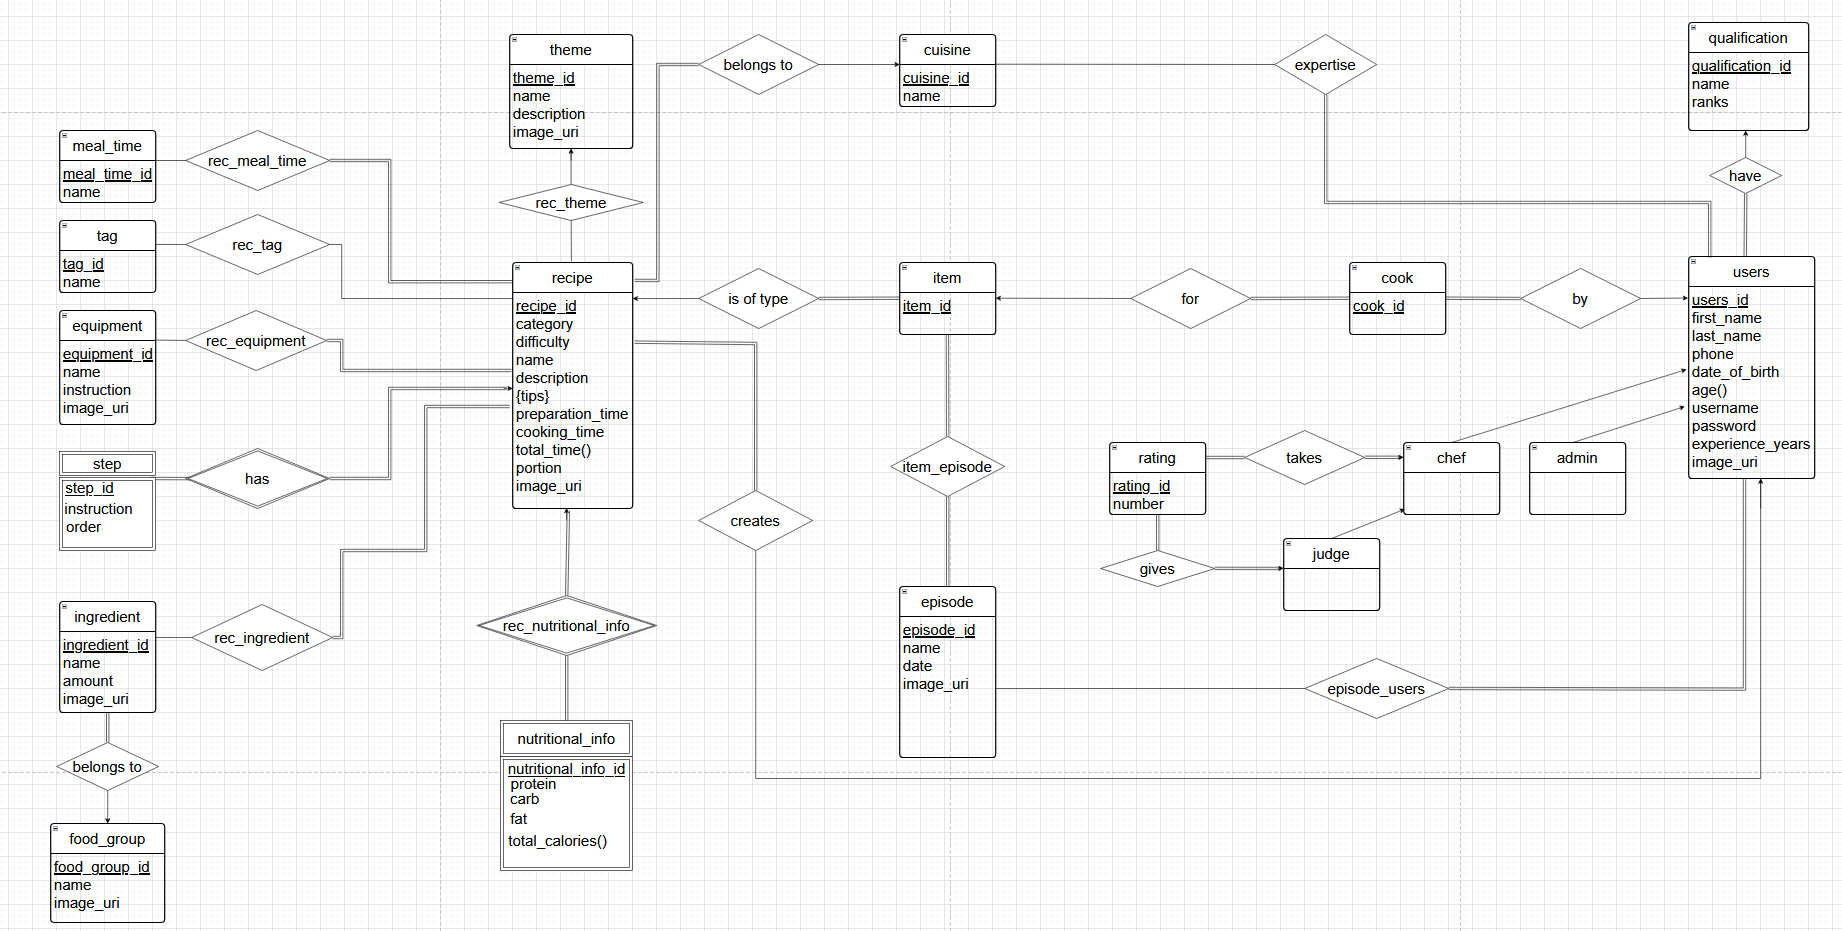 theme
theme_id
name
description
image_uri
belongs to
cuisine
cuisine_id
name
expertise
qualification
qualification_id
name
ranks
have
meal_time
meal_time_id
name
rec_meal_time
rec_theme
tag
tag_id
name
rec_tag
equipment
equipment_id
name
instruction
image_uri
rec_equipment
recipe
recipe_id
category
difficulty
name
description
{tips}
preparation_time
cooking_time
total_time()
portion
image_uri
is of type
item
item_id
for
cook
cook_id
by
users
users_id
first_name
last_name
phone
date_of_birth
age()
username
password
experience_years
image_uri
step
step_id
instruction
order
has
creates
item_episode
rating
rating_id
number
takes
chef
admin
gives
judge
ingredient
ingredient_id
name
amount
image_uri
rec_ingredient
rec_nutritional_info
episode
episode_id
name
date
image_uri
episode_users
belongs to
nutritional_info
nutritional_info_id
protein
carb
fat
total_calories()
food_group
food_group_id
name
image_uri